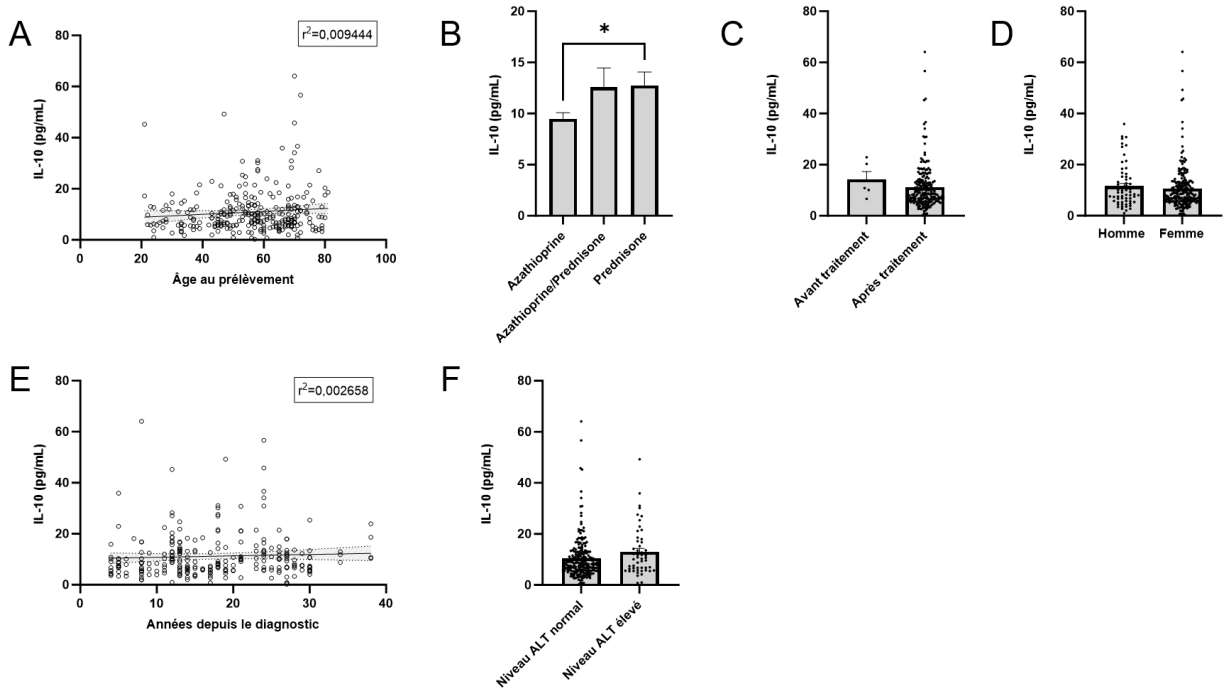 A
r²=0,009444
IL-10 (pg/mL)
80
60
40
20
0
0 20 40 60 80 100
Âge au prélèvement
B
*
IL-10 (pg/mL)
20
15
10
5
0
Azathioprine
Azathioprine/Prednisone
Prednisone
C
IL-10 (pg/mL)
80
60
40
20
0
Avant traitement
Après traitement
D
IL-10 (pg/mL)
80
60
40
20
0
Homme Femme
E
r²=0,002658
IL-10 (pg/mL)
80
60
40
20
0
0 10 20 30 40
Années depuis le diagnostic
F
IL-10 (pg/mL)
80
60
40
20
0
Niveau ALT normal
Niveau ALT élevé